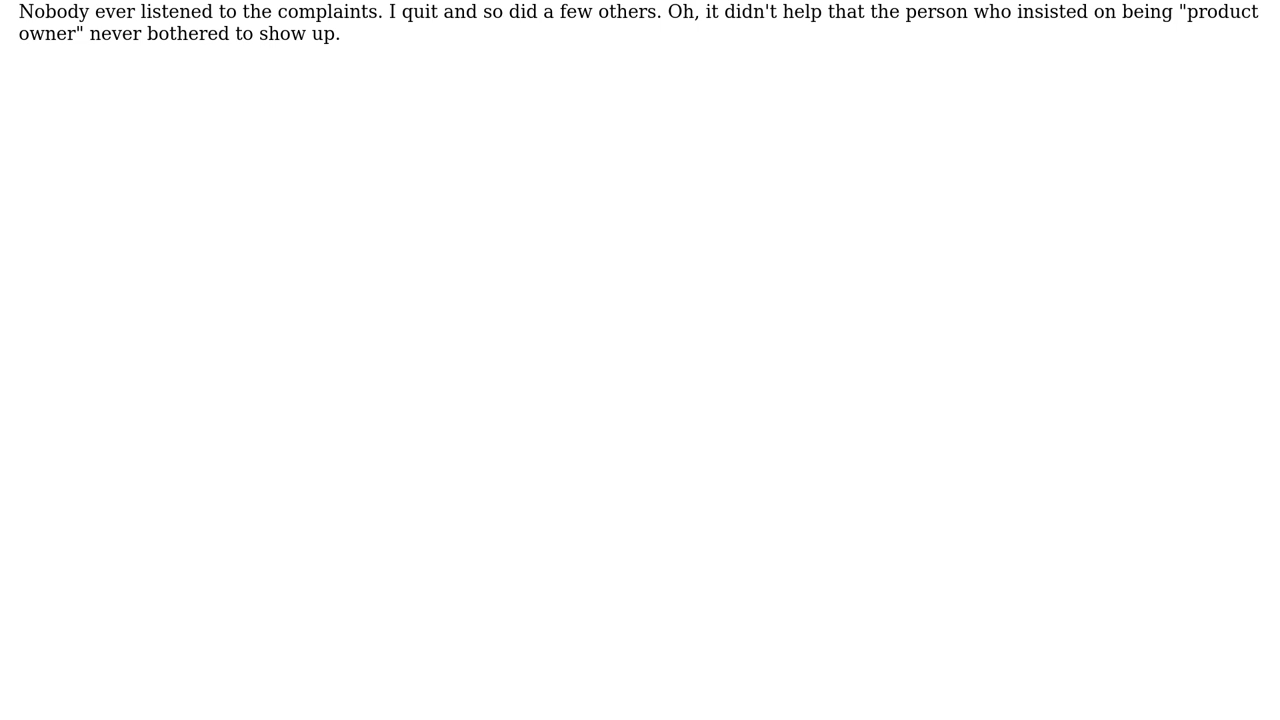 Nobody ever listened to the complaints. I quit and so did a few others. Oh, it didn't help that the person who insisted on being "product
owner" never bothered to show up.